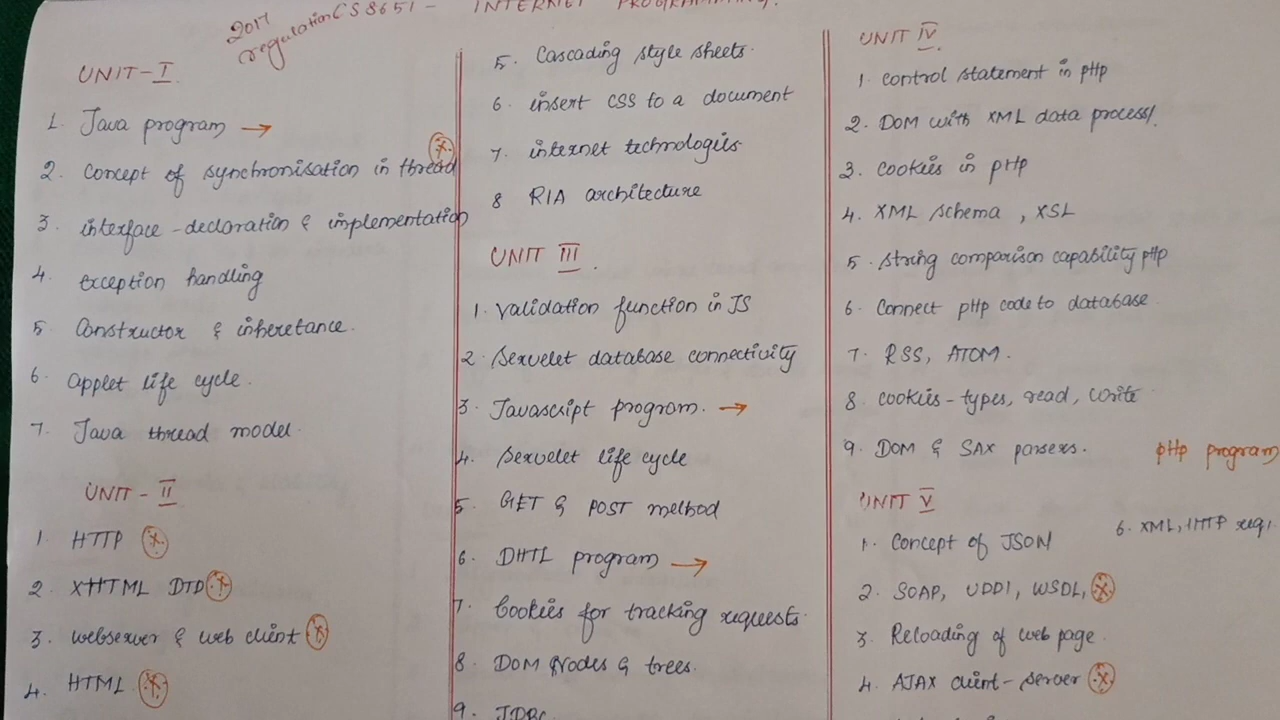 2017
regulation CS8651 - INTERNET PROGRAMMING.
UNIT-I.
1. Java program →
2. concept of synchronisation in thread
3. interface - declaration & implementation
4. exception handling
5 Constructor & inheretance.
6 applet life cycle.
7. Java thread model.
UNIT - II
1. HTTP
2. XHTML DTD
3. webserver & web client
4. HTML
5. Cascading style sheets.
6 insert CSS to a document
7. internet technologies
8 RIA architecture
UNIT III.
1. Validation function in JS
2. Servelet database connectivity
3. Javascript program. →
4. Servelet life cycle
5. GET & POST method
6. DHTL program →
7. Cookies for tracking requests.
8. DOM Nodes & trees.
9. JDBC
UNIT IV.
1. control statement in pHp
2. DOM with XML data process/.
3. cookies in pHp
4. XML schema, XSL
5. string comparison capability pHp
6. Connect pHp code to database.
7. RSS, ATOM.
8. cookies - types, read, write.
9. DOM & SAX parsers.
pHp program
UNIT V
1. Concept of JSON
2. SOAP, UDDI, WSDL,
3. Reloading of web page.
4. AJAX client - server
6. XML, HTTP req.